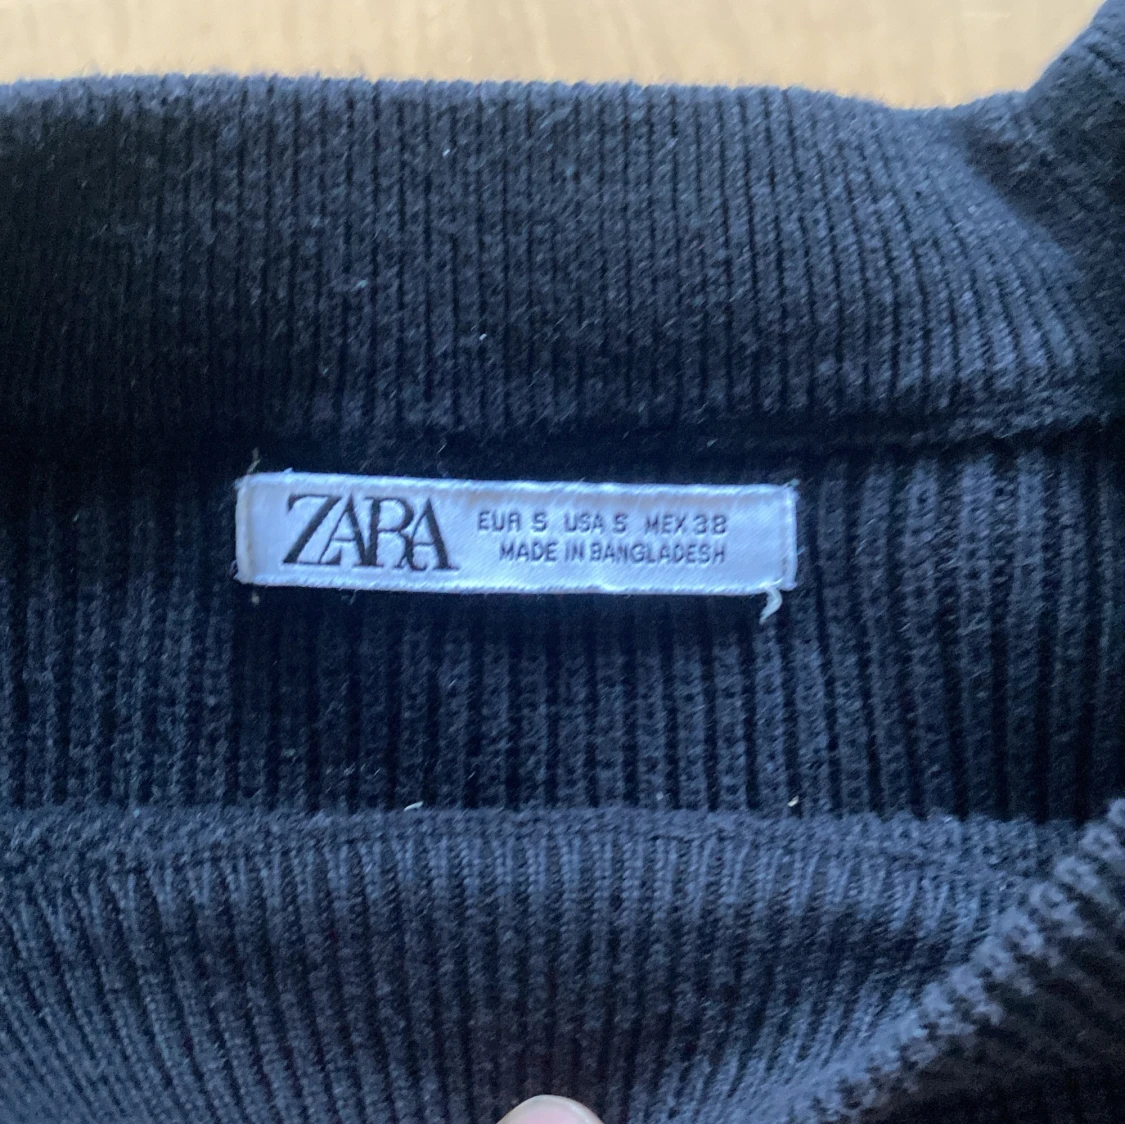 ZARA
EUR S USA S MEX 38
MADE IN BANGLADESH